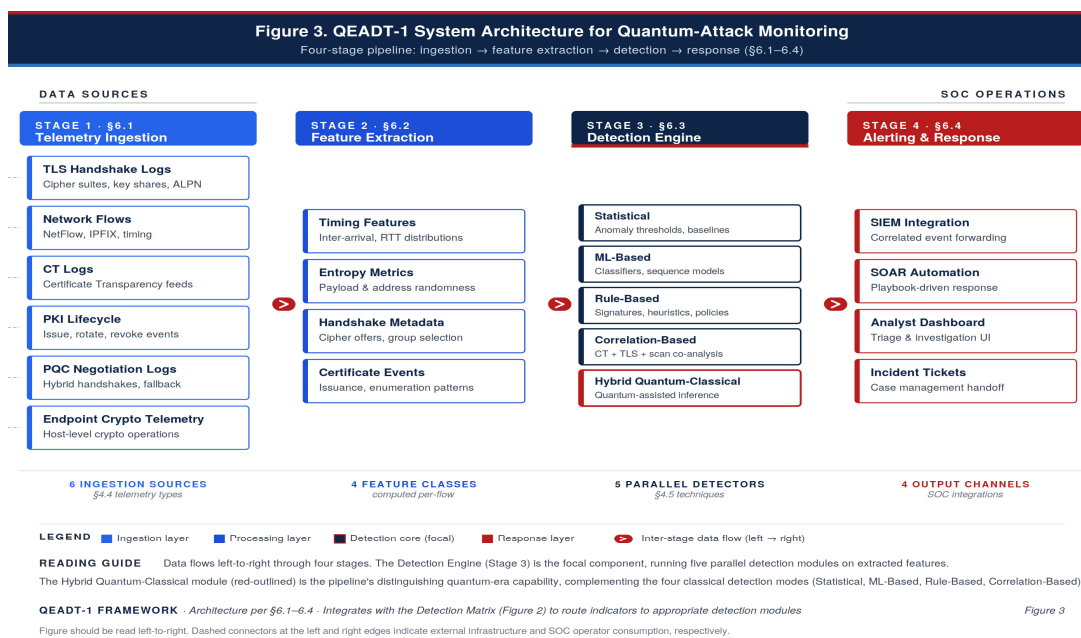 Figure 3. QEADT-1 System Architecture for Quantum-Attack Monitoring
Four-stage pipeline: ingestion → feature extraction → detection → response (§6.1–6.4)
DATA SOURCES
SOC OPERATIONS
STAGE 1 · §6.1
Telemetry Ingestion
TLS Handshake Logs
Cipher suites, key shares, ALPN
Network Flows
NetFlow, IPFIX, timing
CT Logs
Certificate Transparency feeds
PKI Lifecycle
Issue, rotate, revoke events
PQC Negotiation Logs
Hybrid handshakes, fallback
Endpoint Crypto Telemetry
Host-level crypto operations
STAGE 2 · §6.2
Feature Extraction
Timing Features
Inter-arrival, RTT distributions
Entropy Metrics
Payload & address randomness
Handshake Metadata
Cipher offers, group selection
Certificate Events
Issuance, enumeration patterns
STAGE 3 · §6.3
Detection Engine
Statistical
Anomaly thresholds, baselines
ML-Based
Classifiers, sequence models
Rule-Based
Signatures, heuristics, policies
Correlation-Based
CT + TLS + scan co-analysis
Hybrid Quantum-Classical
Quantum-assisted inference
STAGE 4 · §6.4
Alerting & Response
SIEM Integration
Correlated event forwarding
SOAR Automation
Playbook-driven response
Analyst Dashboard
Triage & investigation UI
Incident Tickets
Case management handoff
6 INGESTION SOURCES
§4.4 telemetry types
4 FEATURE CLASSES
computed per-flow
5 PARALLEL DETECTORS
§4.5 techniques
4 OUTPUT CHANNELS
SOC integrations
LEGEND Ingestion layer Processing layer Detection core (focal) Response layer Inter-stage data flow (left → right)
READING GUIDE Data flows left-to-right through four stages. The Detection Engine (Stage 3) is the focal component, running five parallel detection modules on extracted features.
The Hybrid Quantum-Classical module (red-outlined) is the pipeline's distinguishing quantum-era capability, complementing the four classical detection modes (Statistical, ML-Based, Rule-Based, Correlation-Based)
QEADT-1 FRAMEWORK · Architecture per §6.1–6.4 · Integrates with the Detection Matrix (Figure 2) to route indicators to appropriate detection modules Figure 3
Figure should be read left-to-right. Dashed connectors at the left and right edges indicate external infrastructure and SOC operator consumption, respectively.